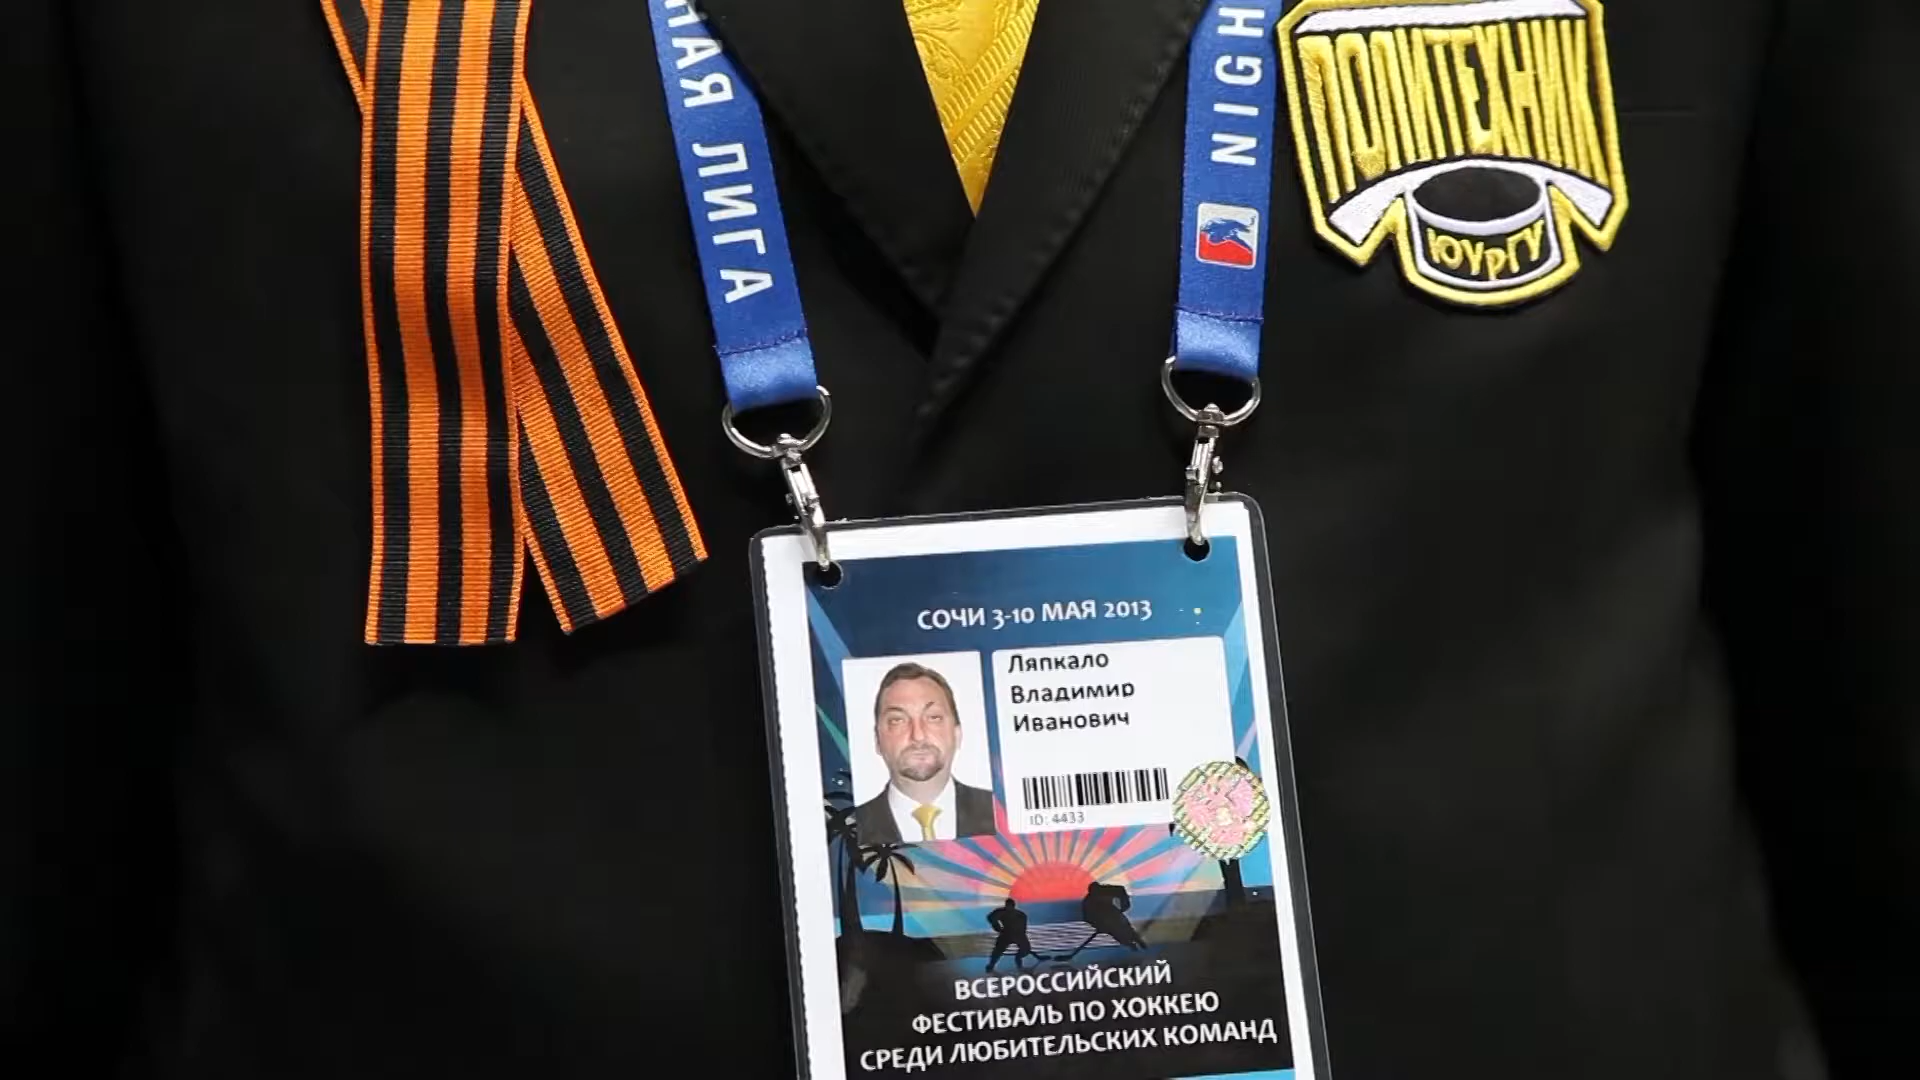 НАЯ ЛИГА
NIGH
ПОЛИТЕХНИК
ЮУрГУ
СОЧИ 3-10 МАЯ 2013
Ляпкало
Владимир
Иванович
ID: 4433
ВСЕРОССИЙСКИЙ
ФЕСТИВАЛЬ ПО ХОККЕЮ
СРЕДИ ЛЮБИТЕЛЬСКИХ КОМАНД